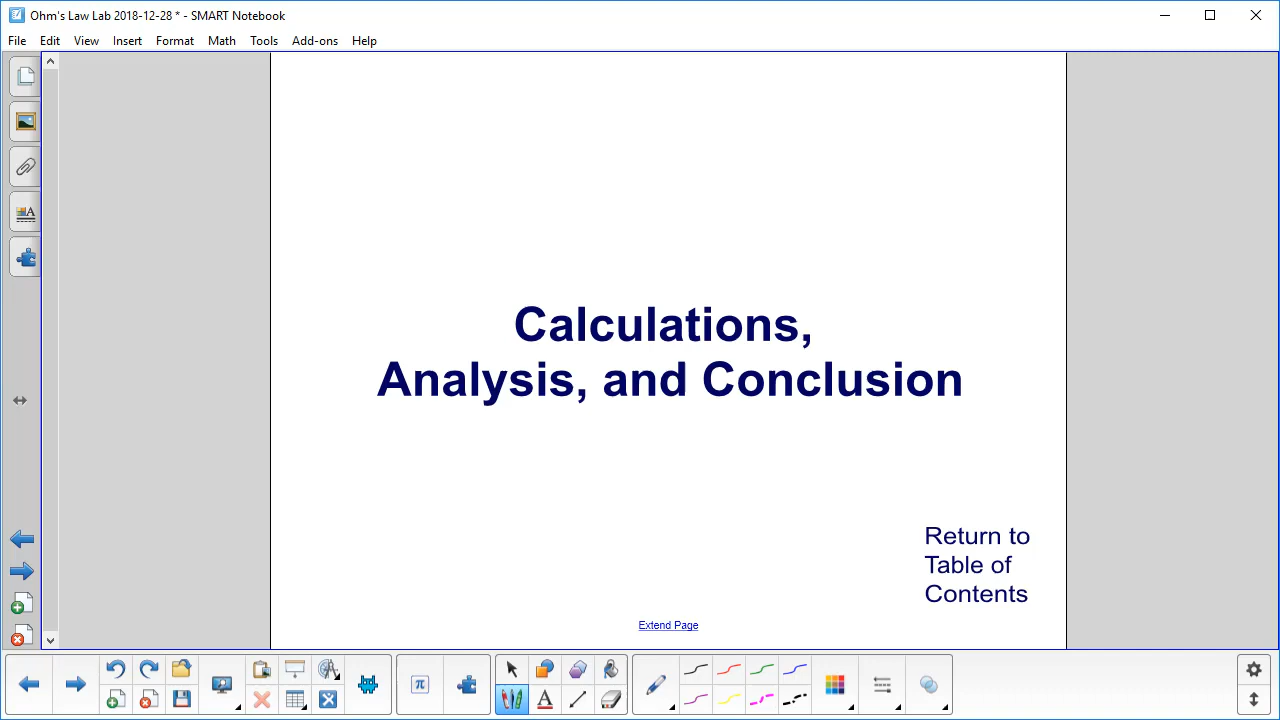 Ohm's Law Lab 2018-12-28 * - SMART Notebook
File Edit View Insert Format Math Tools Add-ons Help
Calculations,
Analysis, and Conclusion
Return to
Table of
Contents
Extend Page